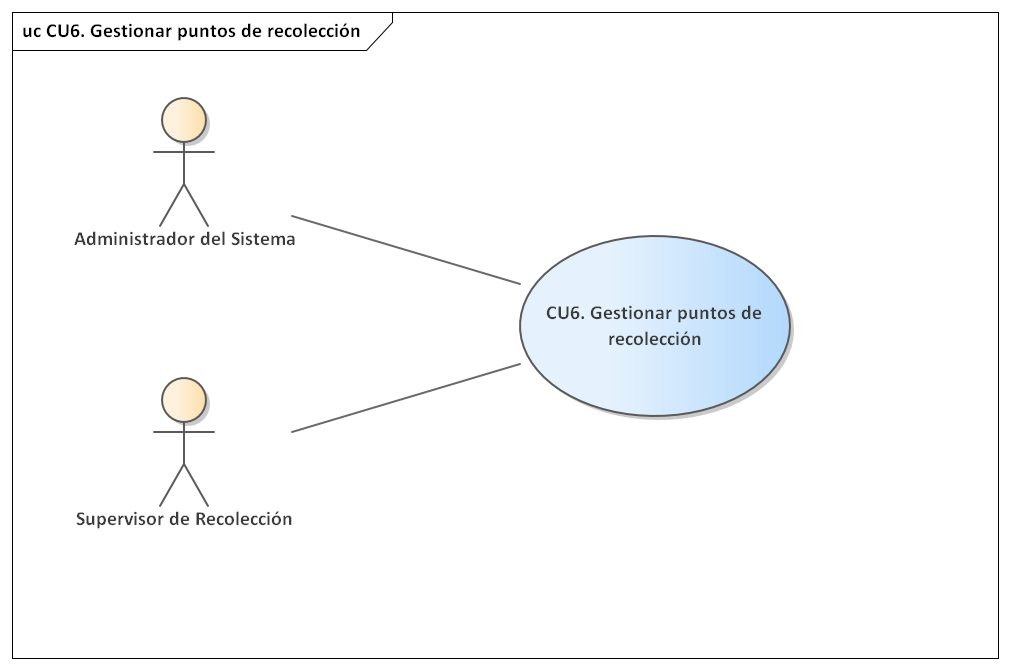 uc CU6. Gestionar puntos de recolección
Administrador del Sistema
CU6. Gestionar puntos de
recolección
Supervisor de Recolección